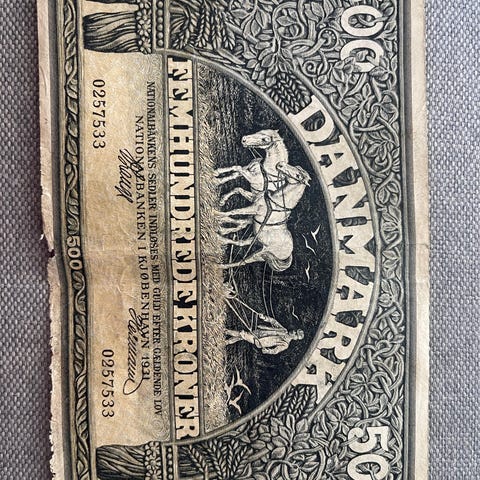 500
DANMARK
50
FEMHUNDREDE KRONER
NATIONALBANKENS SEDLER INDLØSES MED GULD EFTER GÆLDENDE LOV
NATIONALBANKEN I KJØBENHAVN 1931
0257533
0257533
500